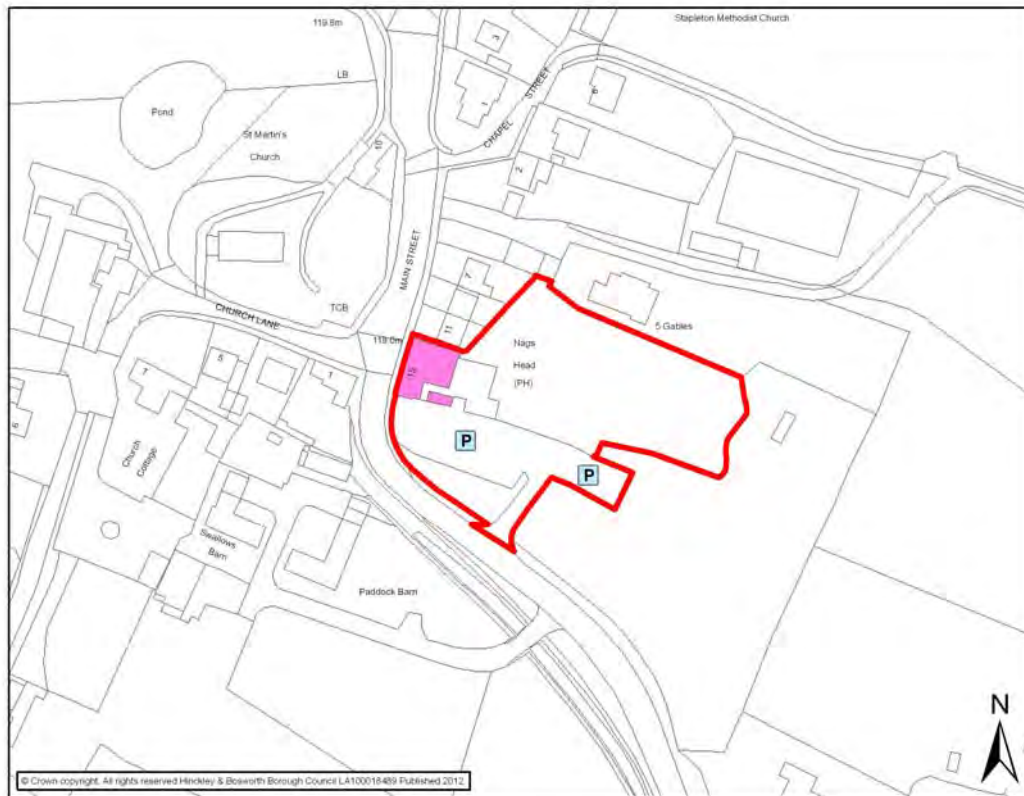 119.8m
Stapleton Methodist Church
3
LB
1
STREET
6
Pond
St Martin's
Church
10
CHAPEL
2
MAIN STREET
7
CHURCH LANE
TCB
11
5 Gables
119.0m
Nags
Head
(PH)
15
5
1
7
6
Church
Cottage
P
P
Swallows
Barn
Paddock Barn
N
© Crown copyright. All rights reserved Hinckley & Bosworth Borough Council LA100018489 Published 2012